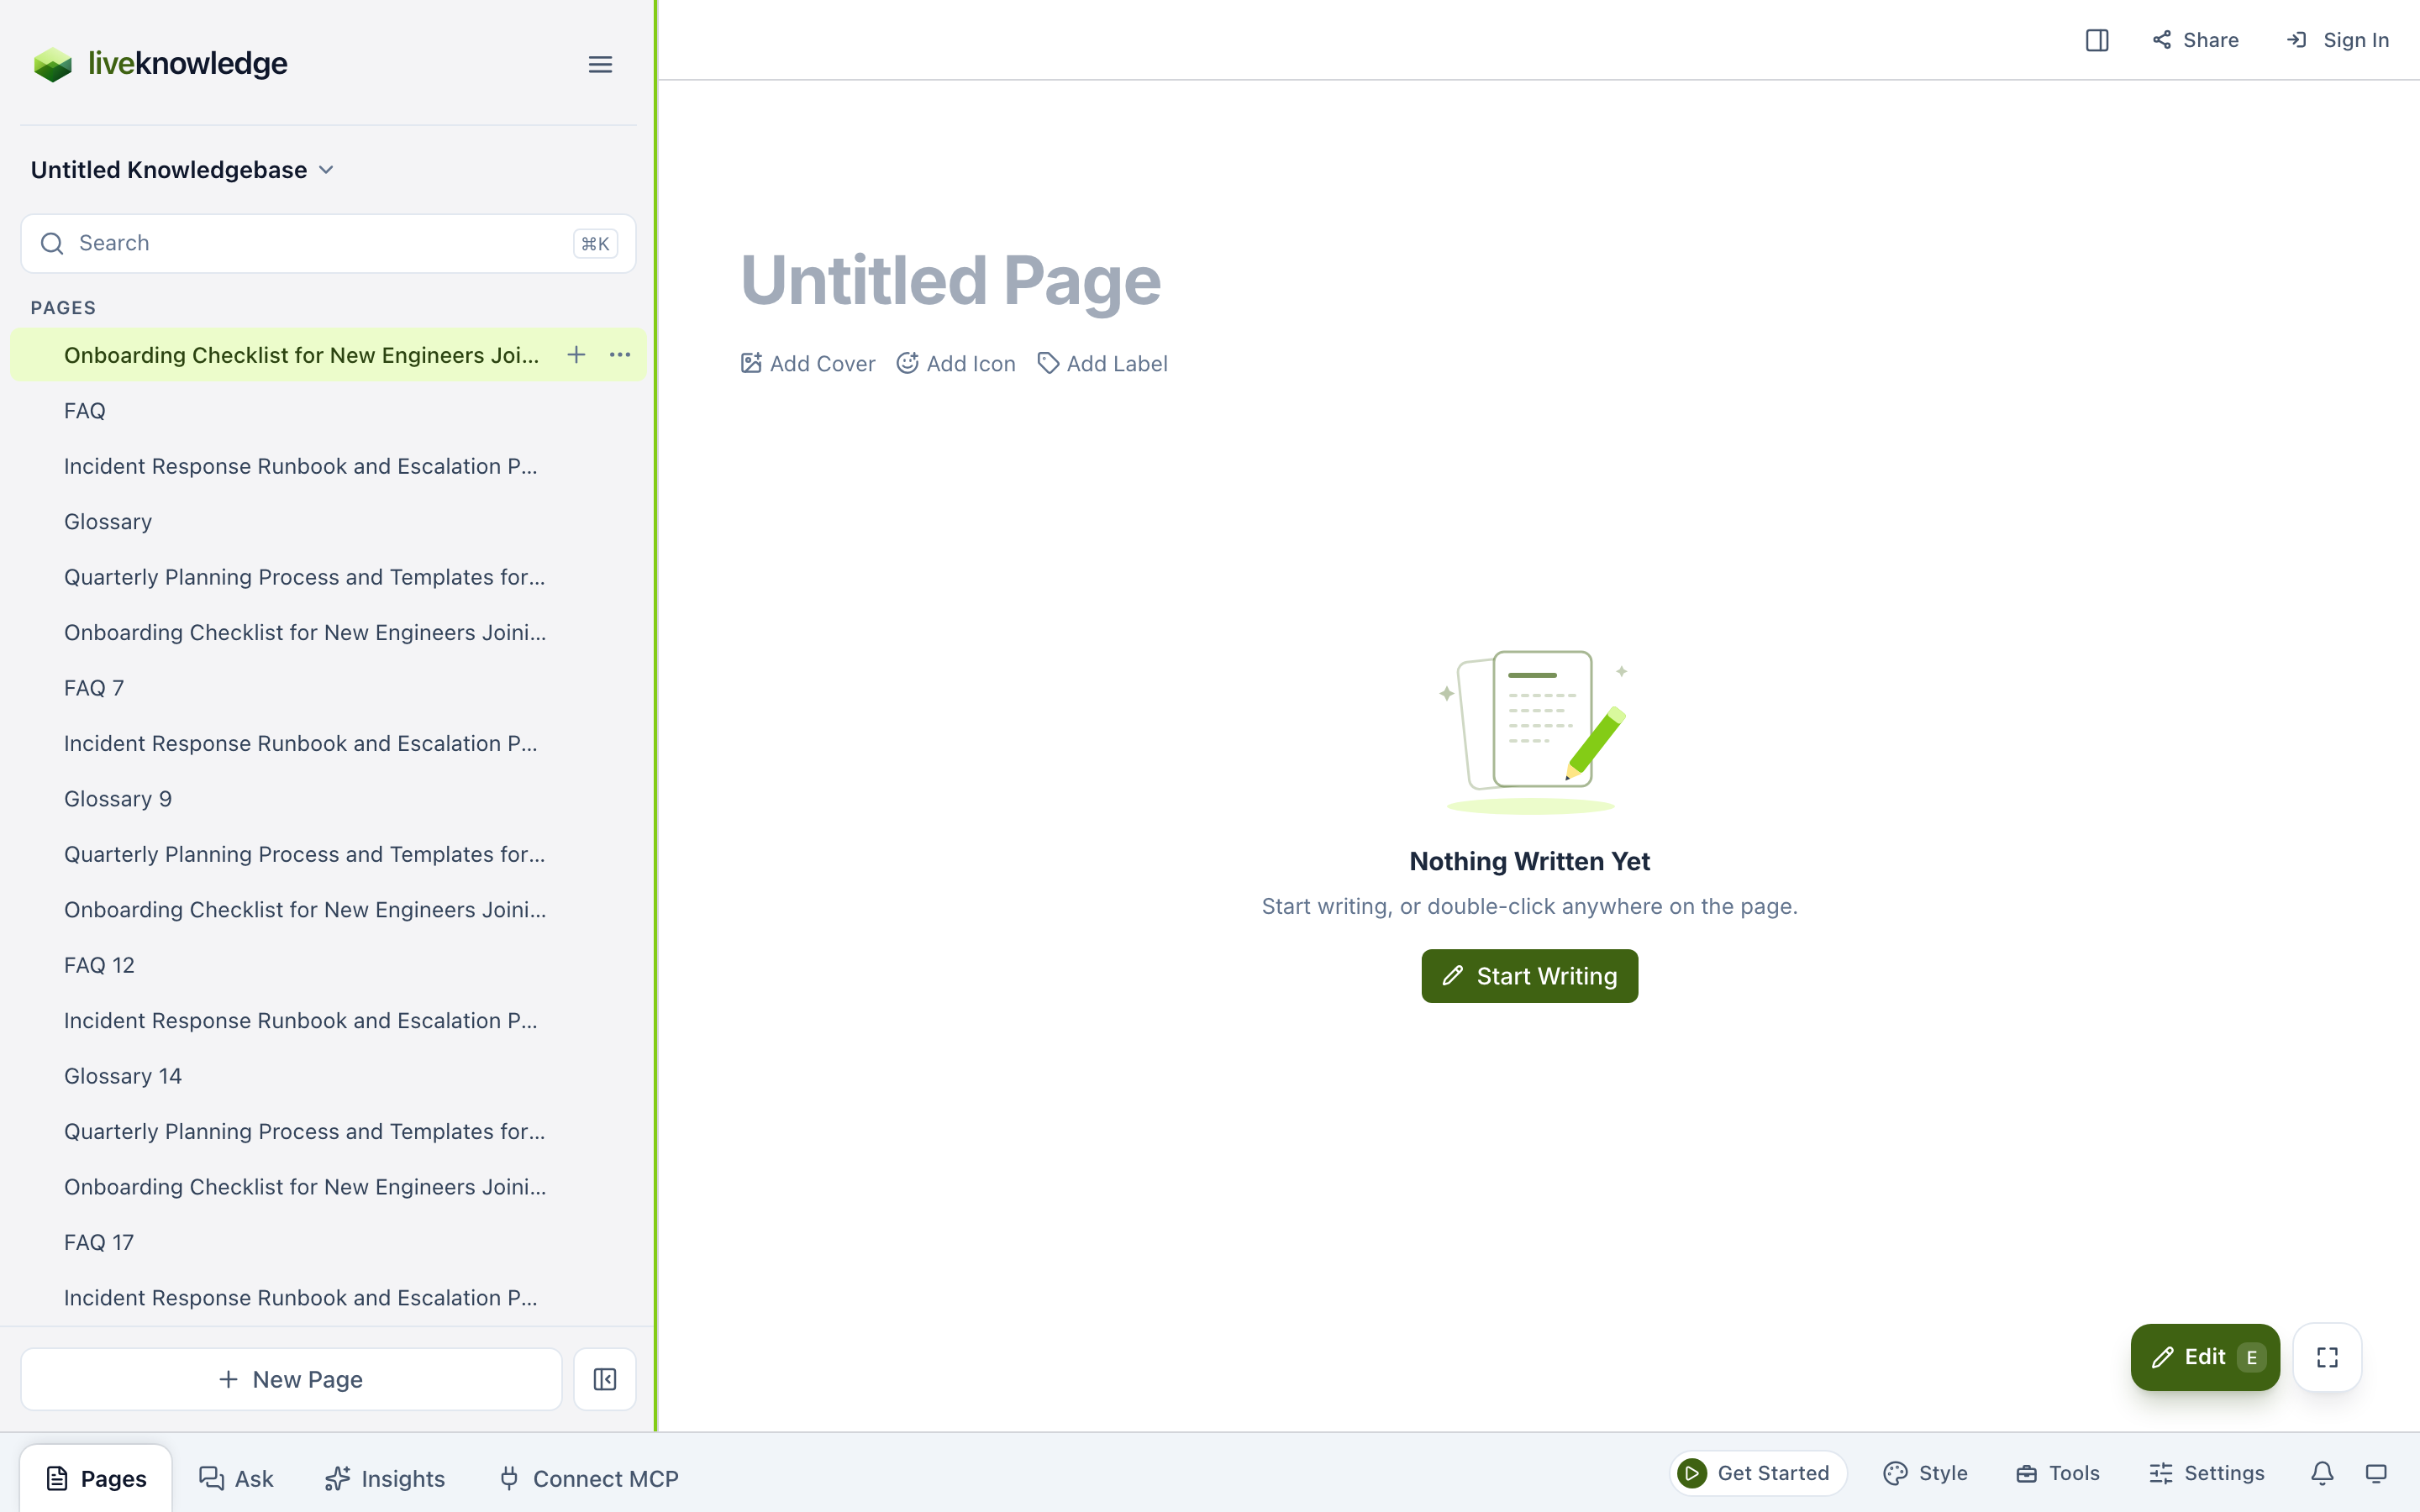 liveknowledge
Untitled Knowledgebase
Search
⌘K
PAGES
Onboarding Checklist for New Engineers Joi...
FAQ
Incident Response Runbook and Escalation P...
Glossary
Quarterly Planning Process and Templates for...
Onboarding Checklist for New Engineers Joini...
FAQ 7
Incident Response Runbook and Escalation P...
Glossary 9
Quarterly Planning Process and Templates for...
Onboarding Checklist for New Engineers Joini...
FAQ 12
Incident Response Runbook and Escalation P...
Glossary 14
Quarterly Planning Process and Templates for...
Onboarding Checklist for New Engineers Joini...
FAQ 17
Incident Response Runbook and Escalation P...
New Page
Share
Sign In
Untitled Page
Add Cover
Add Icon
Add Label
Nothing Written Yet
Start writing, or double-click anywhere on the page.
Start Writing
Edit E
Pages
Ask
Insights
Connect MCP
Get Started
Style
Tools
Settings